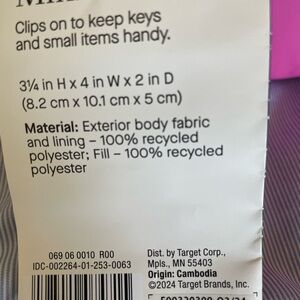 Clips on to keep keys
and small items handy.
3¼ in H x 4 in W x 2 in D
(8.2 cm x 10.1 cm x 5 cm)
Material: Exterior body fabric
and lining – 100% recycled
polyester; Fill – 100% recycled
polyester
069 06 0010 R00
IDC-002264-01-253-0063
Dist. by Target Corp.
Mpls., MN 55403
Origin: Cambodia
©2024 Target Brands, Inc.